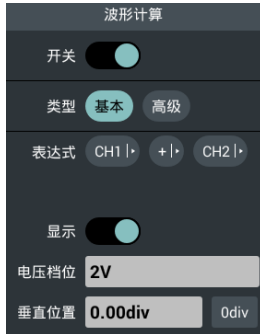 波形计算
开关
类型 基本 高级
表达式 CH1 + CH2
显示
电压档位 2V
垂直位置 0.00div 0div